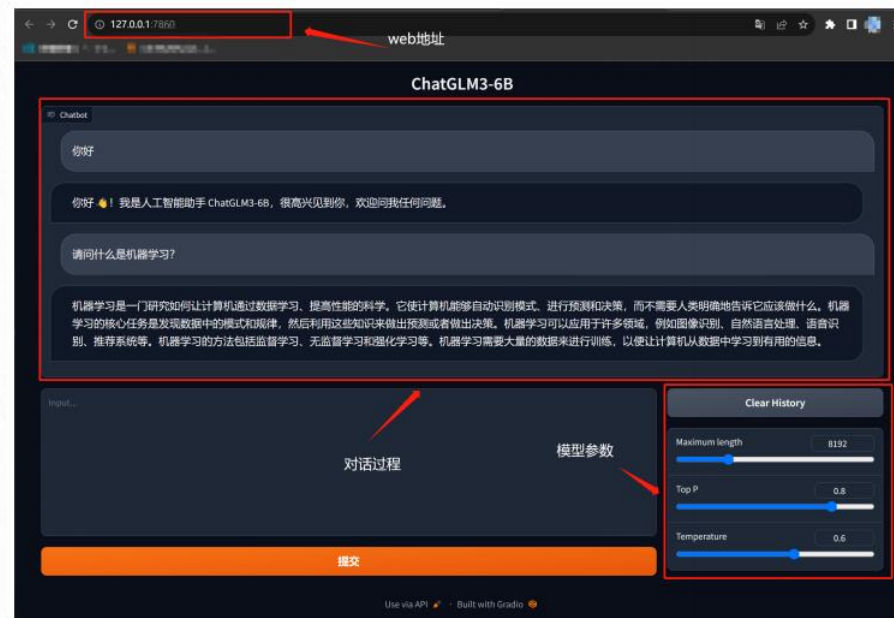 127.0.0.1:7860
web地址
ChatGLM3-6B
Chatbot
你好
你好👋！我是人工智能助手 ChatGLM3-6B，很高兴见到你，欢迎问我任何问题。
请问什么是机器学习？
机器学习是一门研究如何让计算机通过数据学习、提高性能的科学。它使计算机能够自动识别模式、进行预测和决策，而不需要人类明确地告诉它应该做什么。机器
学习的核心任务是发现数据中的模式和规律，然后利用这些知识来做出预测或者做出决策。机器学习可以应用于许多领域，例如图像识别、自然语言处理、语音识
别、推荐系统等。机器学习的方法包括监督学习、无监督学习和强化学习等。机器学习需要大量的数据来进行训练，以便让计算机从数据中学习到有用的信息。
Input...
Clear History
Maximum length 8192
模型参数
对话过程
Top P 0.8
Temperature 0.6
提交
Use via API · Built with Gradio